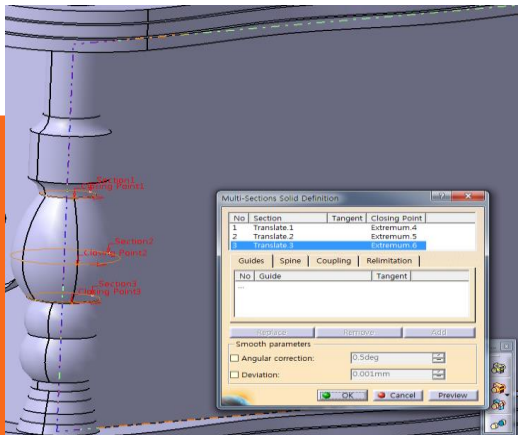 Section1
Closing Point1
Section2
Closing Point2
Section3
Closing Point3
Multi-Sections Solid Definition
No Section Tangent Closing Point
1 Translate.1 Extremum.4
2 Translate.2 Extremum.5
3 Translate.3 Extremum.6
Guides Spine Coupling Relimitation
No Guide Tangent
...
Replace Remove Add
Smooth parameters
Angular correction: 0.5deg
Deviation: 0.001mm
OK Cancel Preview